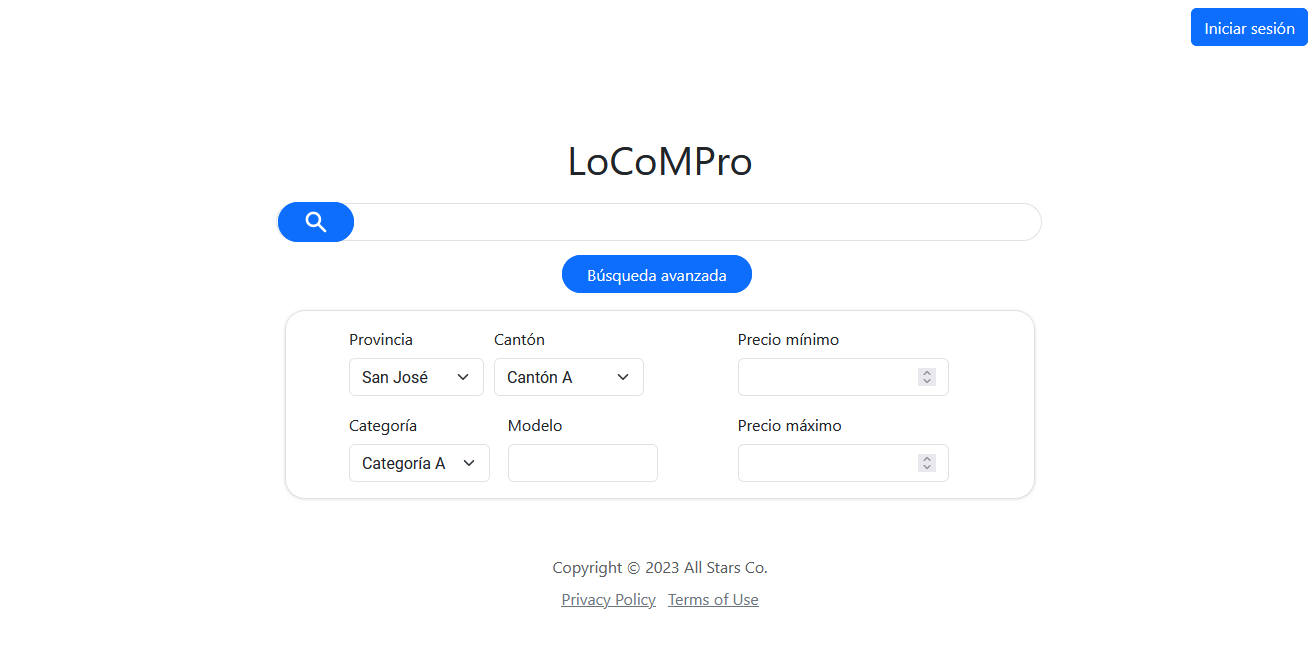 Iniciar sesión
LoCoMPro
Búsqueda avanzada
Provincia Cantón Precio mínimo
San José Cantón A
Categoría Modelo Precio máximo
Categoría A
Copyright © 2023 All Stars Co.
Privacy Policy Terms of Use